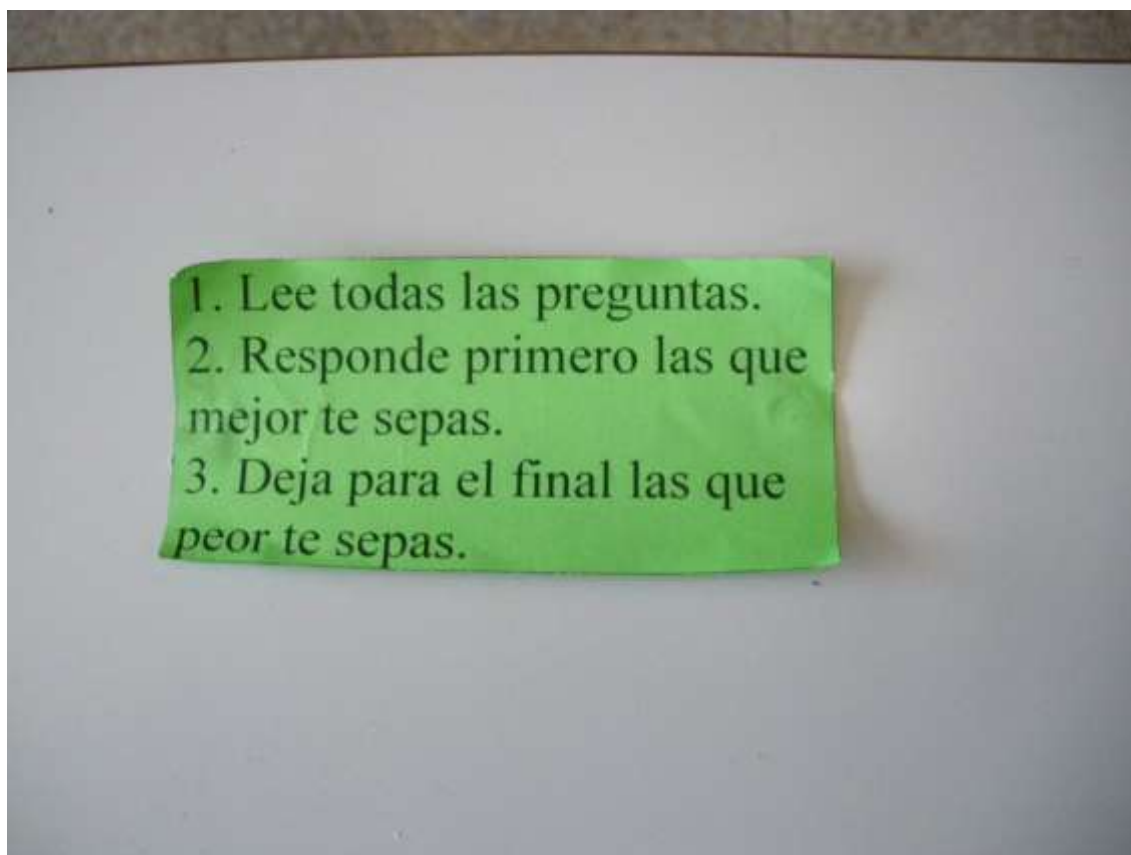 1. Lee todas las preguntas.
2. Responde primero las que
mejor te sepas.
3. Deja para el final las que
peor te sepas.